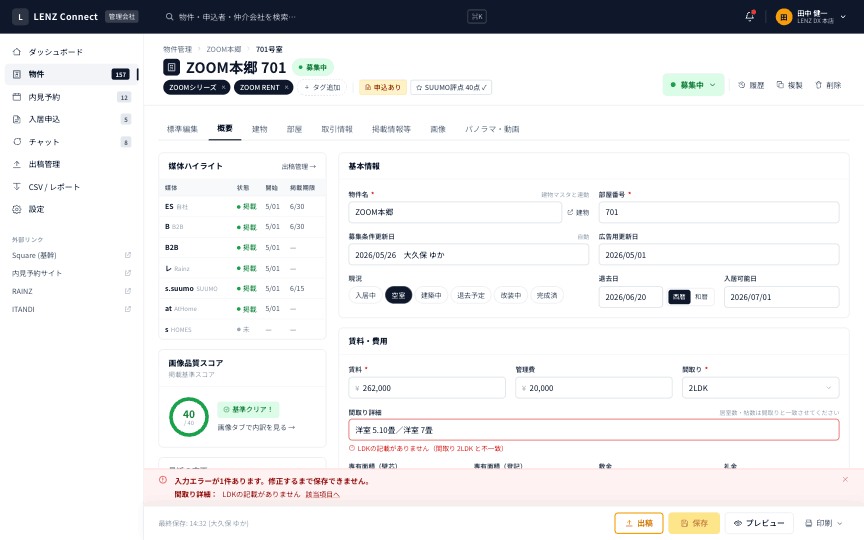 L LENZ Connect 管理会社
物件・申込者・仲介会社を検索…
⌘K
田 田中 健一
LENZ DX 本店
ダッシュボード
物件 157
内見予約 12
入居申込 5
チャット 8
出稿管理
CSV / レポート
設定
外部リンク
Square (基幹)
内見予約サイト
RAINZ
ITANDI
物件管理 › ZOOM本郷 › 701号室
ZOOM本郷 701 募集中
ZOOMシリーズ × ZOOM RENT × + タグ追加 申込あり ☆ SUUMO評点 40点 ✓
募集中 履歴 複製 削除
標準編集 概要 建物 部屋 取引情報 掲載情報等 画像 パノラマ・動画
媒体ハイライト 出稿管理 →
媒体 状態 開始 掲載期限
ES 自社 掲載 5/01 6/30
B B2B 掲載 5/01 6/30
B2B 掲載 5/01 —
レ Rainz 掲載 5/01 —
s.suumo SUUMO 掲載 5/01 6/15
at AtHome 掲載 5/01 —
s HOMES 未 — —
画像品質スコア
掲載基準スコア
40
/ 40
基準クリア！
画像タブで内訳を見る →
基本情報
物件名 * 建物マスタと連動
ZOOM本郷 建物
部屋番号 *
701
募集条件更新日 自動
2026/05/26 大久保 ゆか
広告用更新日
2026/05/01
現況
入居中 空室 建築中 退去予定 改装中 完成済
退去日
2026/06/20 西暦 和暦
入居可能日
2026/07/01
賃料・費用
賃料 *
¥ 262,000
管理費
¥ 20,000
間取り *
2LDK
間取り詳細 居室数・帖数は間取りと一致させてください
洋室 5.10畳／洋室 7畳
LDKの記載がありません（間取り 2LDK と不一致）
専有面積（壁芯） 専有面積（登記） 敷金 礼金
入力エラーが1件あります。修正するまで保存できません。
間取り詳細： LDKの記載がありません 該当項目へ
最終保存: 14:32 (大久保 ゆか)
出稿 保存 プレビュー 印刷